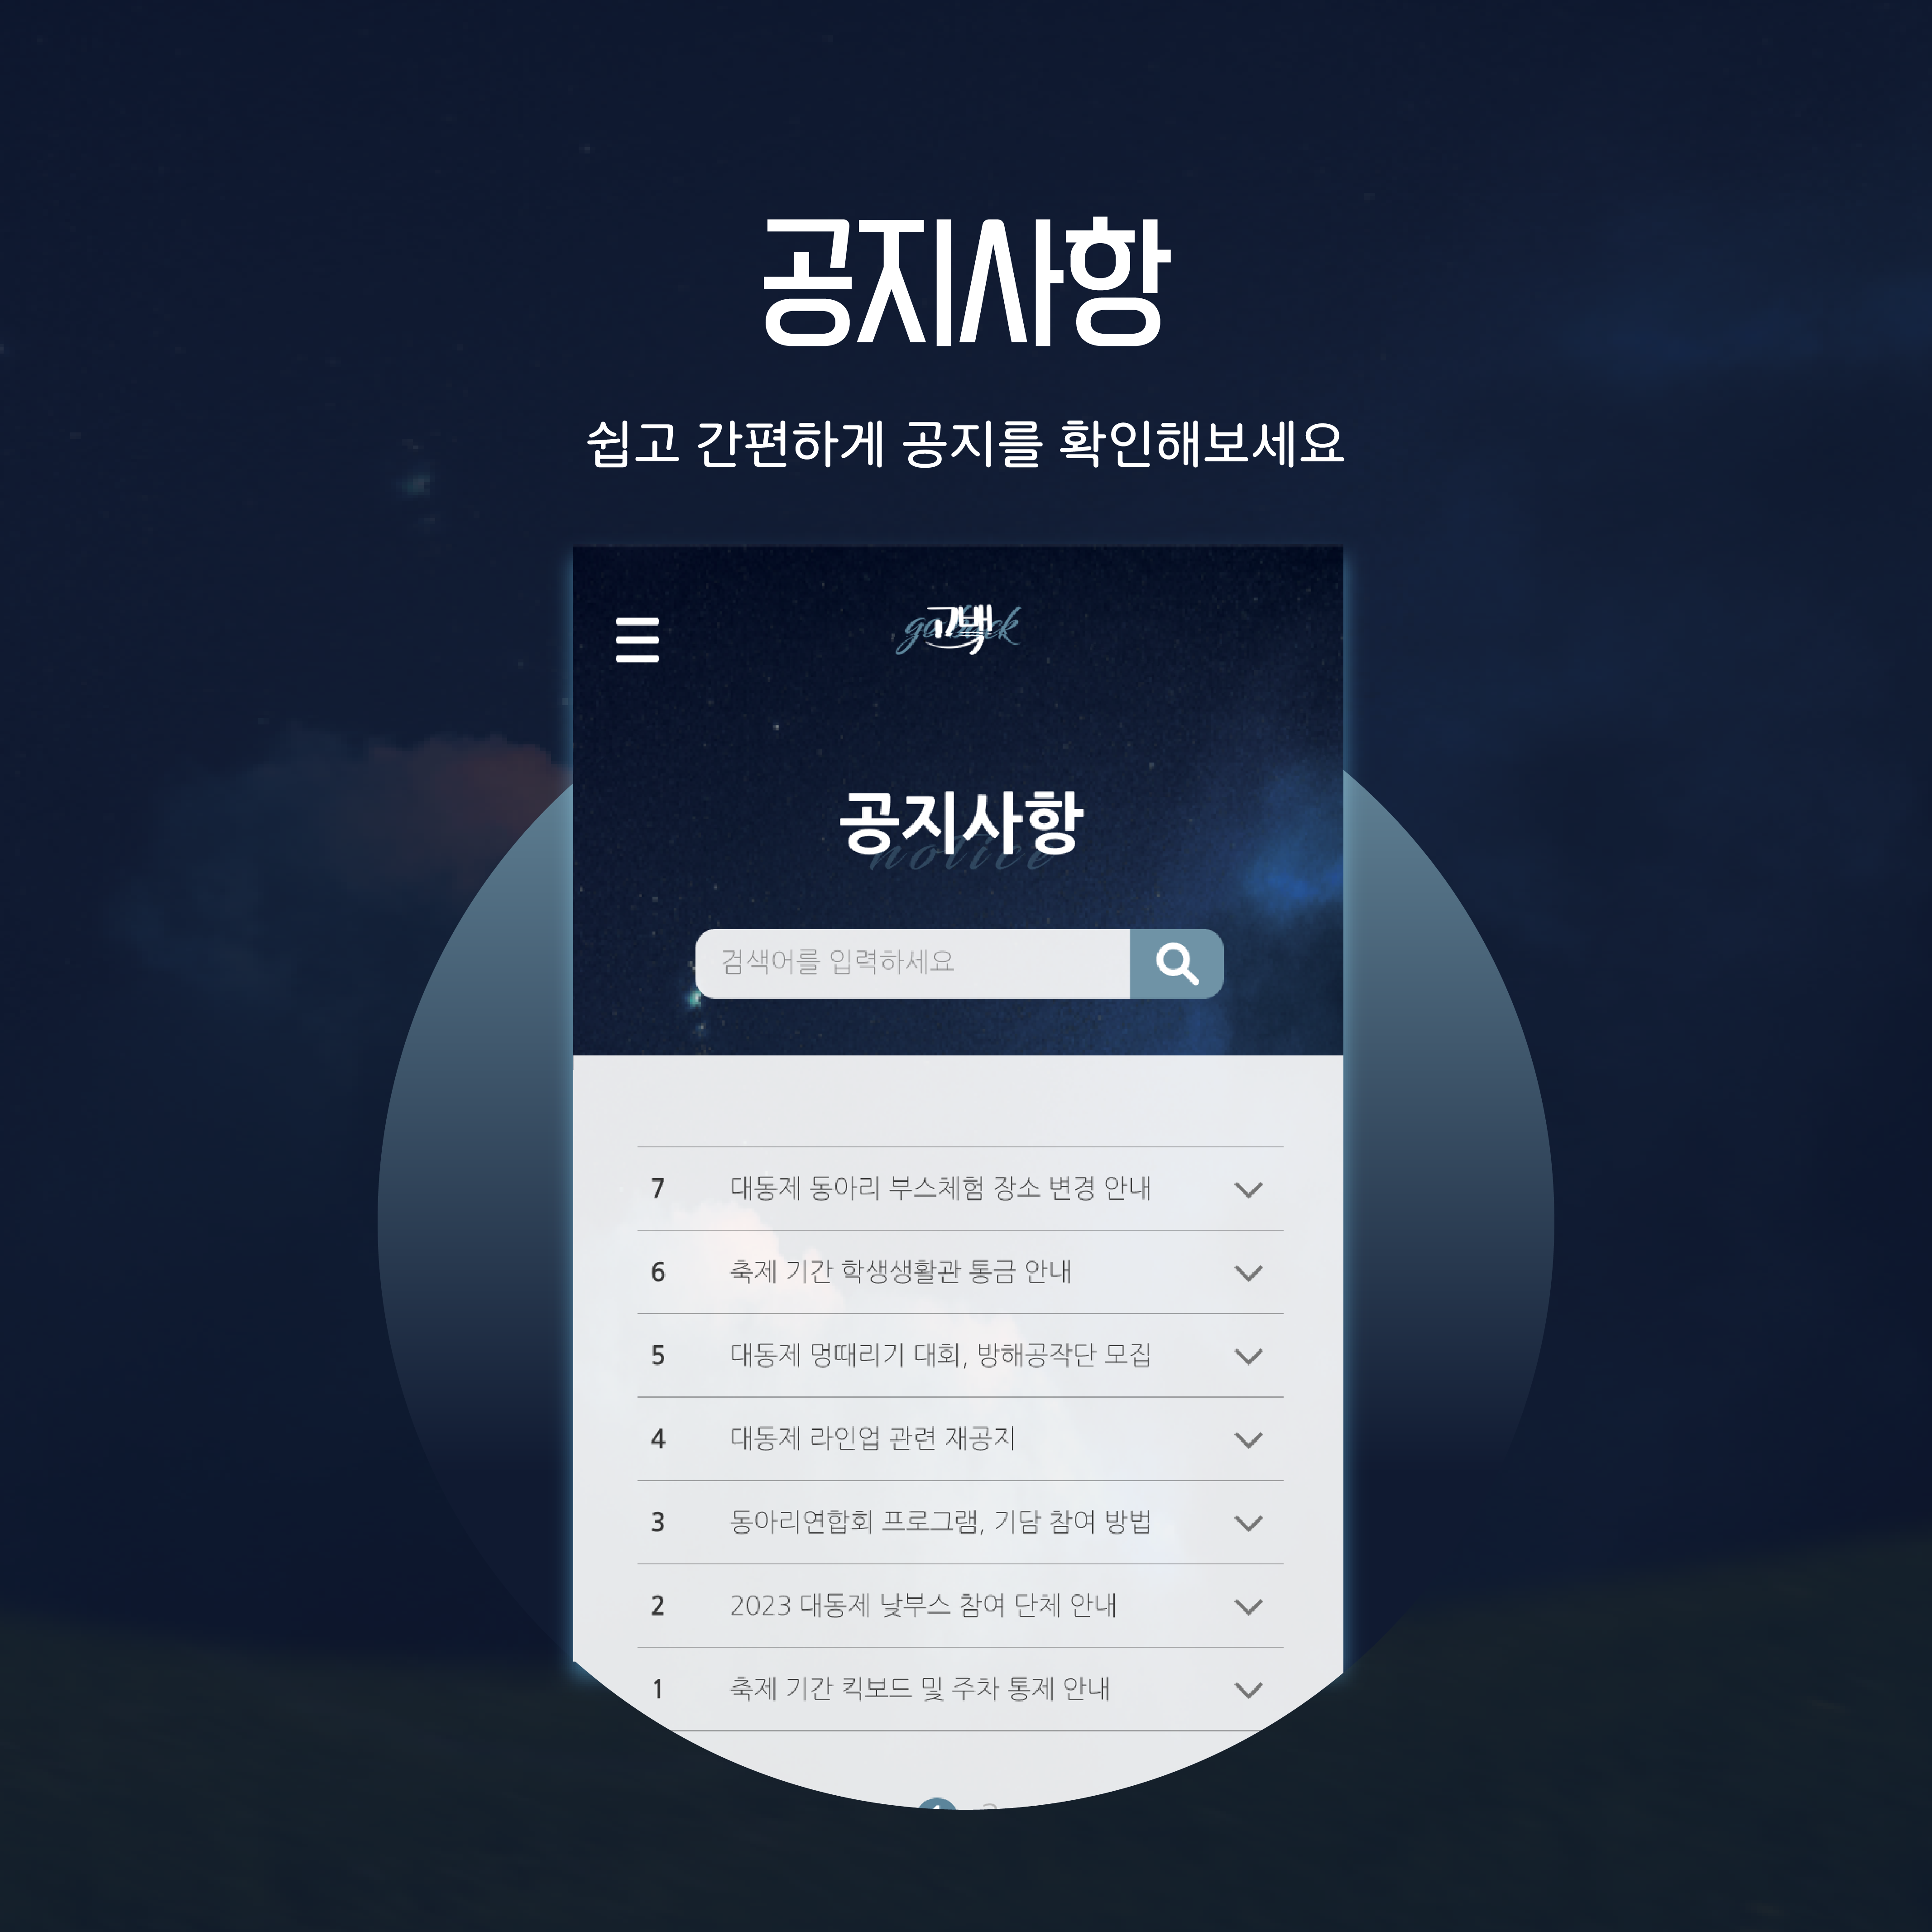 공지사항
쉽고 간편하게 공지를 확인해보세요
고백
go back
공지사항
notice
검색어를 입력하세요
7 대동제 동아리 부스체험 장소 변경 안내
6 축제 기간 학생생활관 통금 안내
5 대동제 멍때리기 대회, 방해공작단 모집
4 대동제 라인업 관련 재공지
3 동아리연합회 프로그램, 기담 참여 방법
2 2023 대동제 낮부스 참여 단체 안내
1 축제 기간 킥보드 및 주차 통제 안내